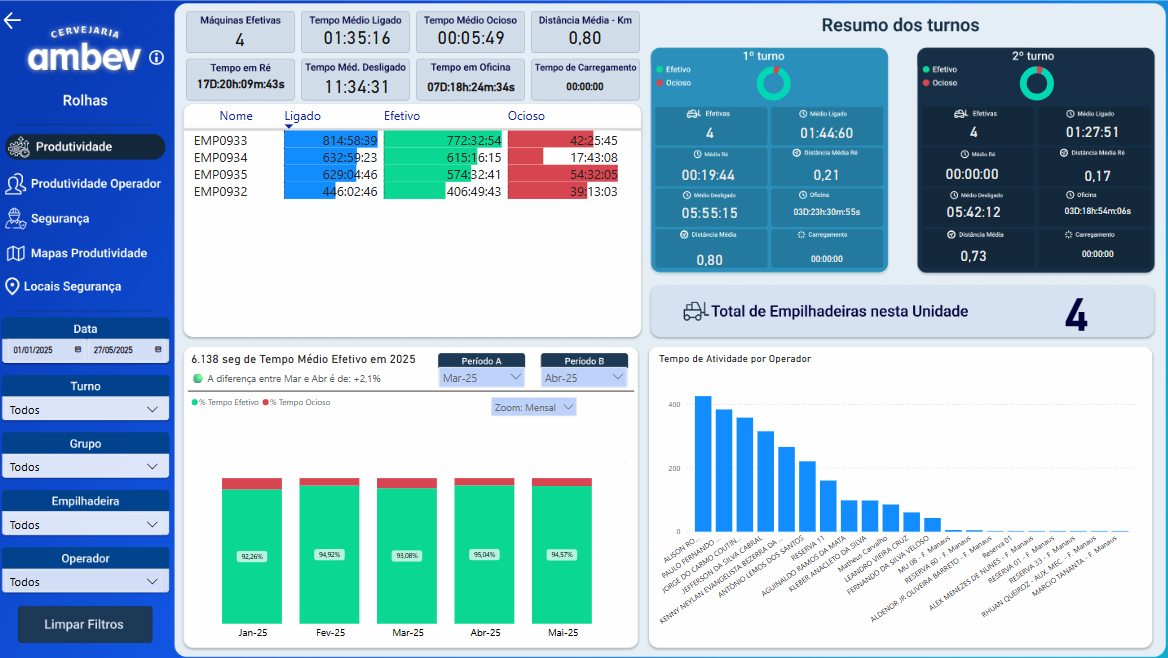 CERVEJARIA
ambev
Rolhas
Produtividade
Produtividade Operador
Segurança
Mapas Produtividade
Locais Segurança
Data
01/01/2025 27/05/2025
Turno
Todos
Grupo
Todos
Empilhadeira
Todos
Operador
Todos
Limpar Filtros
Máquinas Efetivas
4
Tempo Médio Ligado
01:35:16
Tempo Médio Ocioso
00:05:49
Distância Média - Km
0,80
Tempo em Ré
17D:20h:09m:43s
Tempo Méd. Desligado
11:34:31
Tempo em Oficina
07D:18h:24m:34s
Tempo de Carregamento
00:00:00
Nome Ligado Efetivo Ocioso
EMP0933 814:58:39 772:32:54 42:25:45
EMP0934 632:59:23 615:16:15 17:43:08
EMP0935 629:04:46 574:32:41 54:32:05
EMP0932 446:02:46 406:49:43 39:13:03
Resumo dos turnos
1º turno
Efetivo
Ocioso
Efetivas
4
Médio Ligado
01:44:60
Médio Ré
00:19:44
Distância Média Ré
0,21
Médio Desligado
05:55:15
Oficina
03D:23h:30m:55s
Distância Média
0,80
Carregamento
00:00:00
2º turno
Efetivo
Ocioso
Efetivas
4
Médio Ligado
01:27:51
Médio Ré
00:00:00
Distância Média Ré
0,17
Médio Desligado
05:42:12
Oficina
03D:18h:54m:06s
Distância Média
0,73
Carregamento
00:00:00
Total de Empilhadeiras nesta Unidade 4
6.138 seg de Tempo Médio Efetivo em 2025
A diferença entre Mar e Abr é de: +2,1%
Período A
Mar-25
Período B
Abr-25
% Tempo Efetivo % Tempo Ocioso
Zoom: Mensal
92,26% 94,92% 93,08% 95,04% 94,57%
Jan-25 Fev-25 Mar-25 Abr-25 Mai-25
Tempo de Atividade por Operador
400
200
0
ALISON RO...
PAULO FERNANDO ...
JORGE DO CARMO COUTIN...
JEFFERSON DA SILVA CABRAL
KENNY NEYLAN EVANGELISTA BEZERRA DA ...
ANTÔNIO LEMOS DOS SANTOS
RESERVA 11
AGUINALDO RAMOS DA MATA
KLEBER ANACLETO DA SILVA
Matheus Carvalho
LEANDRO VIEIRA CRUZ
FERNANDO DA SILVA VELOSO
MU 08 - F. Manaus
RESERVA 60 - F. Manaus
ALDENOR JR OLIVEIRA BARRETO - F. Manaus
Reserva 01
ALEX MENEZES DE NUNES - F. Manaus
RESERVA 01 - F. Manaus
RESERVA 33 - F. Manaus
RHUAN QUEIROZ - AUX. MEC. - F. Manaus
MARCIO TANANTA - F. Manaus